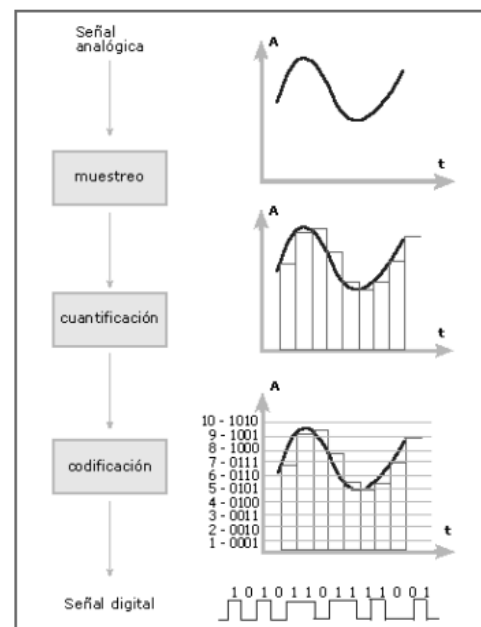 Señal
analógica
A
t
muestreo
A
t
cuantificación
A
10 - 1010
9 - 1001
8 - 1000
7 - 0111
6 - 0110
5 - 0101
4 - 0100
3 - 0011
2 - 0010
1 - 0001
t
codificación
1 0 1 0 1 1 0 1 1 1 1 0 0 1
Señal digital